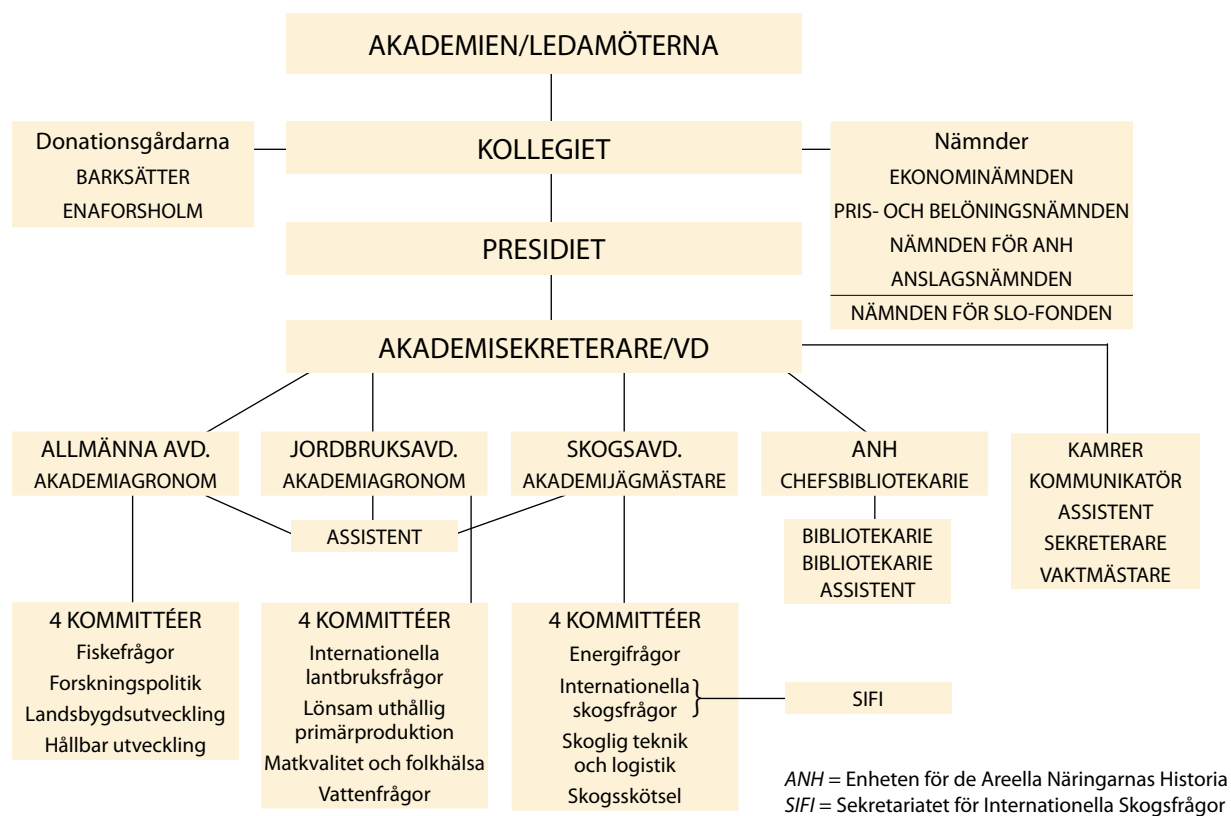 AKADEMIEN/LEDAMÖTERNA
Donationsgårdarna
BARKSÄTTER
ENAFORSHOLM
KOLLEGIET
Nämnder
EKONOMINÄMNDEN
PRIS- OCH BELÖNINGSNÄMNDEN
NÄMNDEN FÖR ANH
ANSLAGSNÄMNDEN
NÄMNDEN FÖR SLO-FONDEN
PRESIDIET
AKADEMISEKRETERARE/VD
ALLMÄNNA AVD.
AKADEMIAGRONOM
JORDBRUKSAVD.
AKADEMIAGRONOM
SKOGSAVD.
AKADEMIJÄGMÄSTARE
ANH
CHEFSBIBLIOTEKARIE
KAMRER
KOMMUNIKATÖR
ASSISTENT
SEKRETERARE
VAKTMÄSTARE
ASSISTENT
BIBLIOTEKARIE
BIBLIOTEKARIE
ASSISTENT
4 KOMMITTÉER
Fiskefrågor
Forskningspolitik
Landsbygdsutveckling
Hållbar utveckling
4 KOMMITTÉER
Internationella
lantbruksfrågor
Lönsam uthållig
primärproduktion
Matkvalitet och folkhälsa
Vattenfrågor
4 KOMMITTÉER
Energifrågor
Internationella
skogsfrågor
Skoglig teknik
och logistik
Skogsskötsel
SIFI
ANH = Enheten för de Areella Näringarnas Historia
SIFI = Sekretariatet för Internationella Skogsfrågor